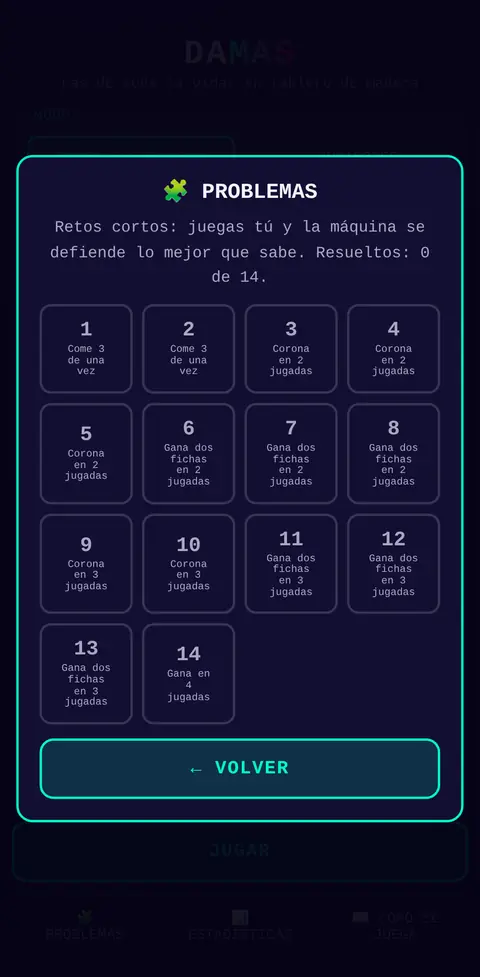 DAMAS
🧩 PROBLEMAS
Retos cortos: juegas tú y la máquina se
defiende lo mejor que sabe. Resueltos: 0
de 14.
1
Come 3
de una
vez
2
Come 3
de una
vez
3
Corona
en 2
jugadas
4
Corona
en 2
jugadas
5
Corona
en 2
jugadas
6
Gana dos
fichas
en 2
jugadas
7
Gana dos
fichas
en 2
jugadas
8
Gana dos
fichas
en 2
jugadas
9
Corona
en 3
jugadas
10
Corona
en 3
jugadas
11
Gana dos
fichas
en 3
jugadas
12
Gana dos
fichas
en 3
jugadas
13
Gana dos
fichas
en 3
jugadas
14
Gana en
4
jugadas
← VOLVER
JUGAR
PROBLEMAS
ESTADÍSTICAS
CÓMO SE
JUEGA